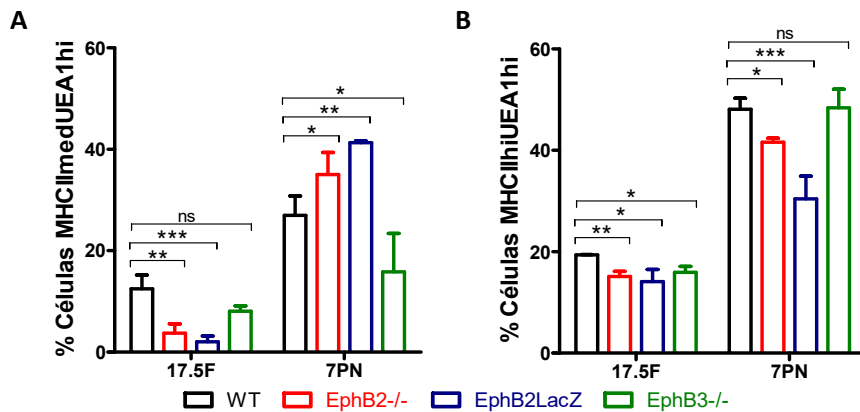 A
B
% Células MHCIImedUEA1hi
60
40
20
0
ns
***
**
*
**
*
17.5F
7PN
% Células MHCIIhiUEA1hi
60
40
20
0
*
*
**
ns
***
*
17.5F
7PN
WT
EphB2-/-
EphB2LacZ
EphB3-/-